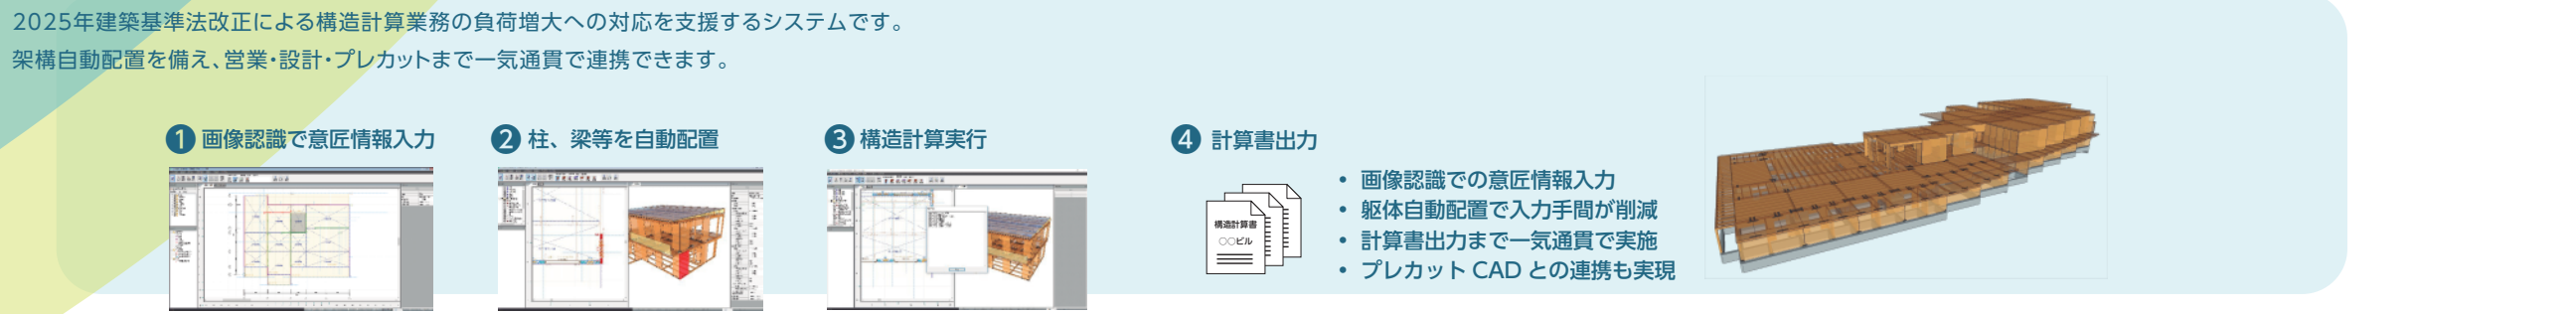 2025年建築基準法改正による構造計算業務の負荷増大への対応を支援するシステムです。
架構自動配置を備え、営業・設計・プレカットまで一気通貫で連携できます。
1 画像認識で意匠情報入力
2 柱、梁等を自動配置
3 構造計算実行
4 計算書出力
構造計算書
○○ビル
• 画像認識での意匠情報入力
• 躯体自動配置で入力手間が削減
• 計算書出力まで一気通貫で実施
• プレカット CAD との連携も実現